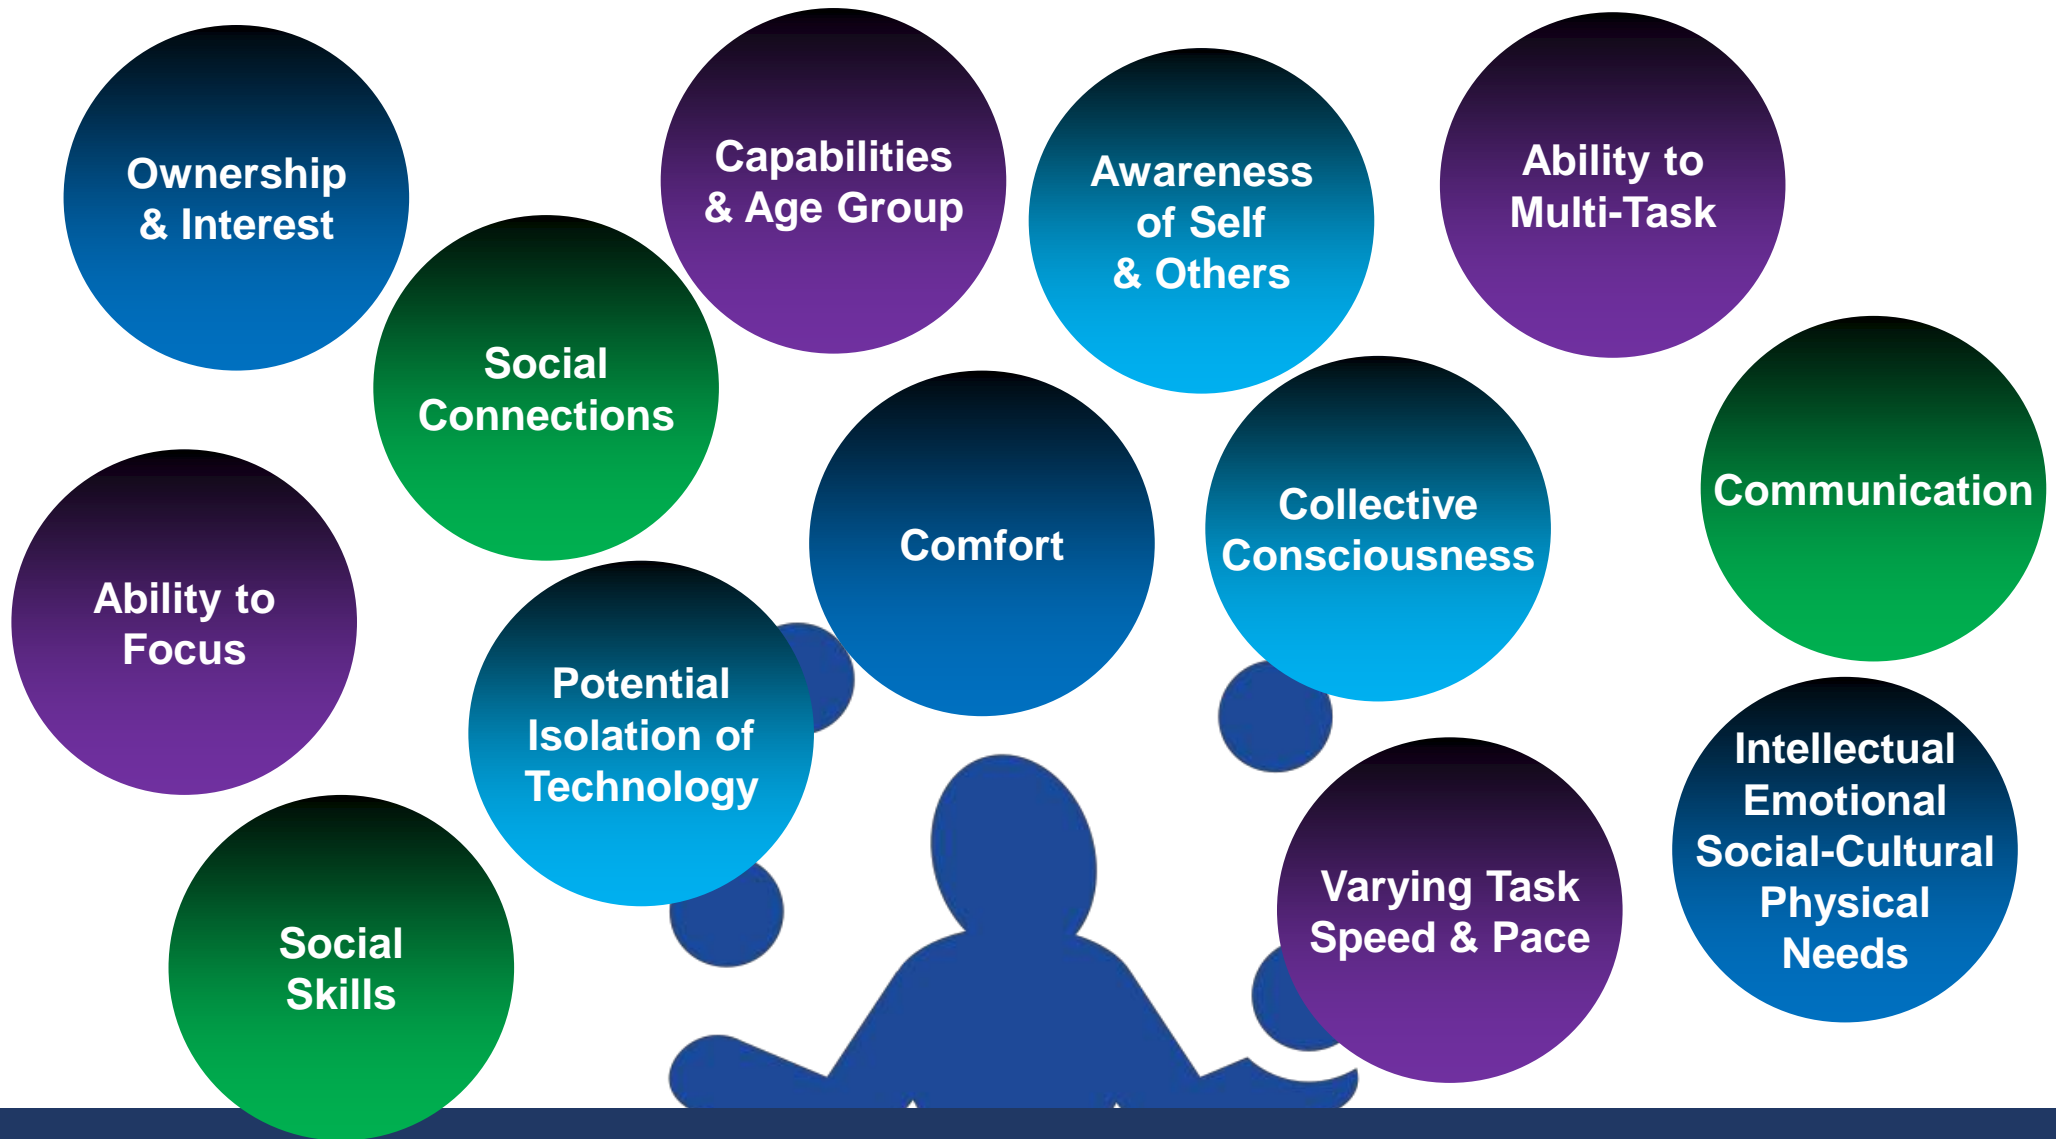 Ownership
& Interest
Capabilities
& Age Group
Awareness
of Self
& Others
Ability to
Multi-Task
Social
Connections
Comfort
Collective
Consciousness
Communication
Ability to
Focus
Potential
Isolation of
Technology
Intellectual
Emotional
Social-Cultural
Physical
Needs
Varying Task
Speed & Pace
Social
Skills